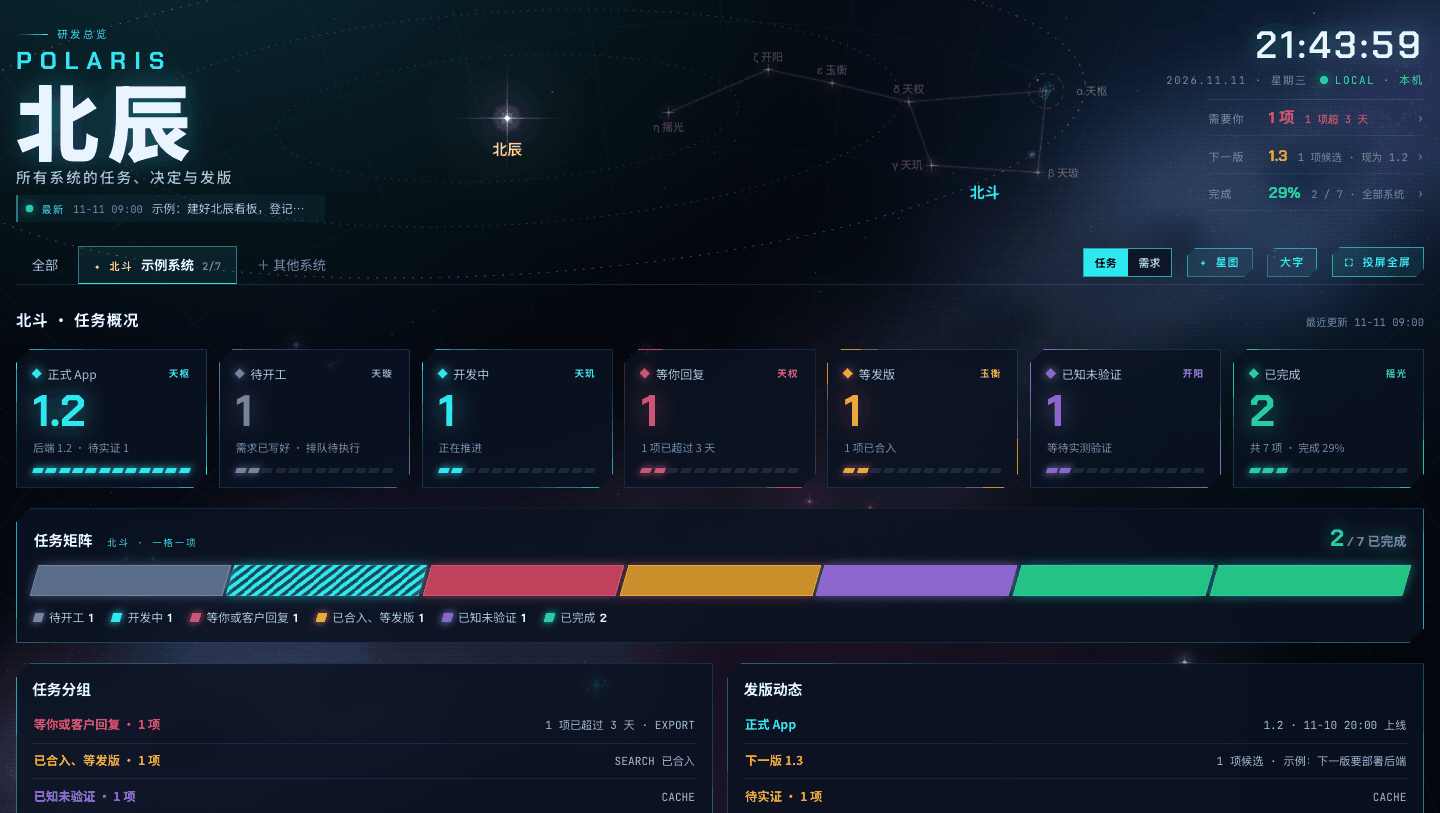 研发总览
POLARIS
北辰
所有系统的任务、决定与发版
最新 11-11 09:00 示例: 建好北辰看板, 登记…
北辰
η 摇光
ζ 开阳
ε 玉衡
δ 天权
γ 天玑
β 天璇
α 天枢
北斗
21:43:59
2026.11.11 · 星期三 LOCAL · 本机
需要你 1 项 1 项超 3 天 ›
下一版 1.3 1 项候选 · 现为 1.2 ›
完成 29% 2 / 7 · 全部系统 ›
全部 ✦ 北斗 示例系统 2/7 + 其他系统
任务 需求 ✦ 星图 大字 ⛶ 投屏全屏
北斗 · 任务概况 最近更新 11-11 09:00
正式 App 天枢
1.2
后端 1.2 · 待实证 1
待开工 天璇
1
需求已写好 · 排队待执行
开发中 天玑
1
正在推进
等你回复 天权
1
1 项已超过 3 天
等发版 玉衡
1
1 项已合入
已知未验证 开阳
1
等待实测验证
已完成 摇光
2
共 7 项 · 完成 29%
任务矩阵 北斗 · 一格一项 2 / 7 已完成
待开工 1 开发中 1 等你或客户回复 1 已合入、等发版 1 已知未验证 1 已完成 2
任务分组
等你或客户回复 · 1 项 1 项已超过 3 天 · EXPORT
已合入、等发版 · 1 项 SEARCH 已合入
已知未验证 · 1 项 CACHE
发版动态
正式 App 1.2 · 11-10 20:00 上线
下一版 1.3 1 项候选 · 示例: 下一版要部署后端
待实证 · 1 项 CACHE